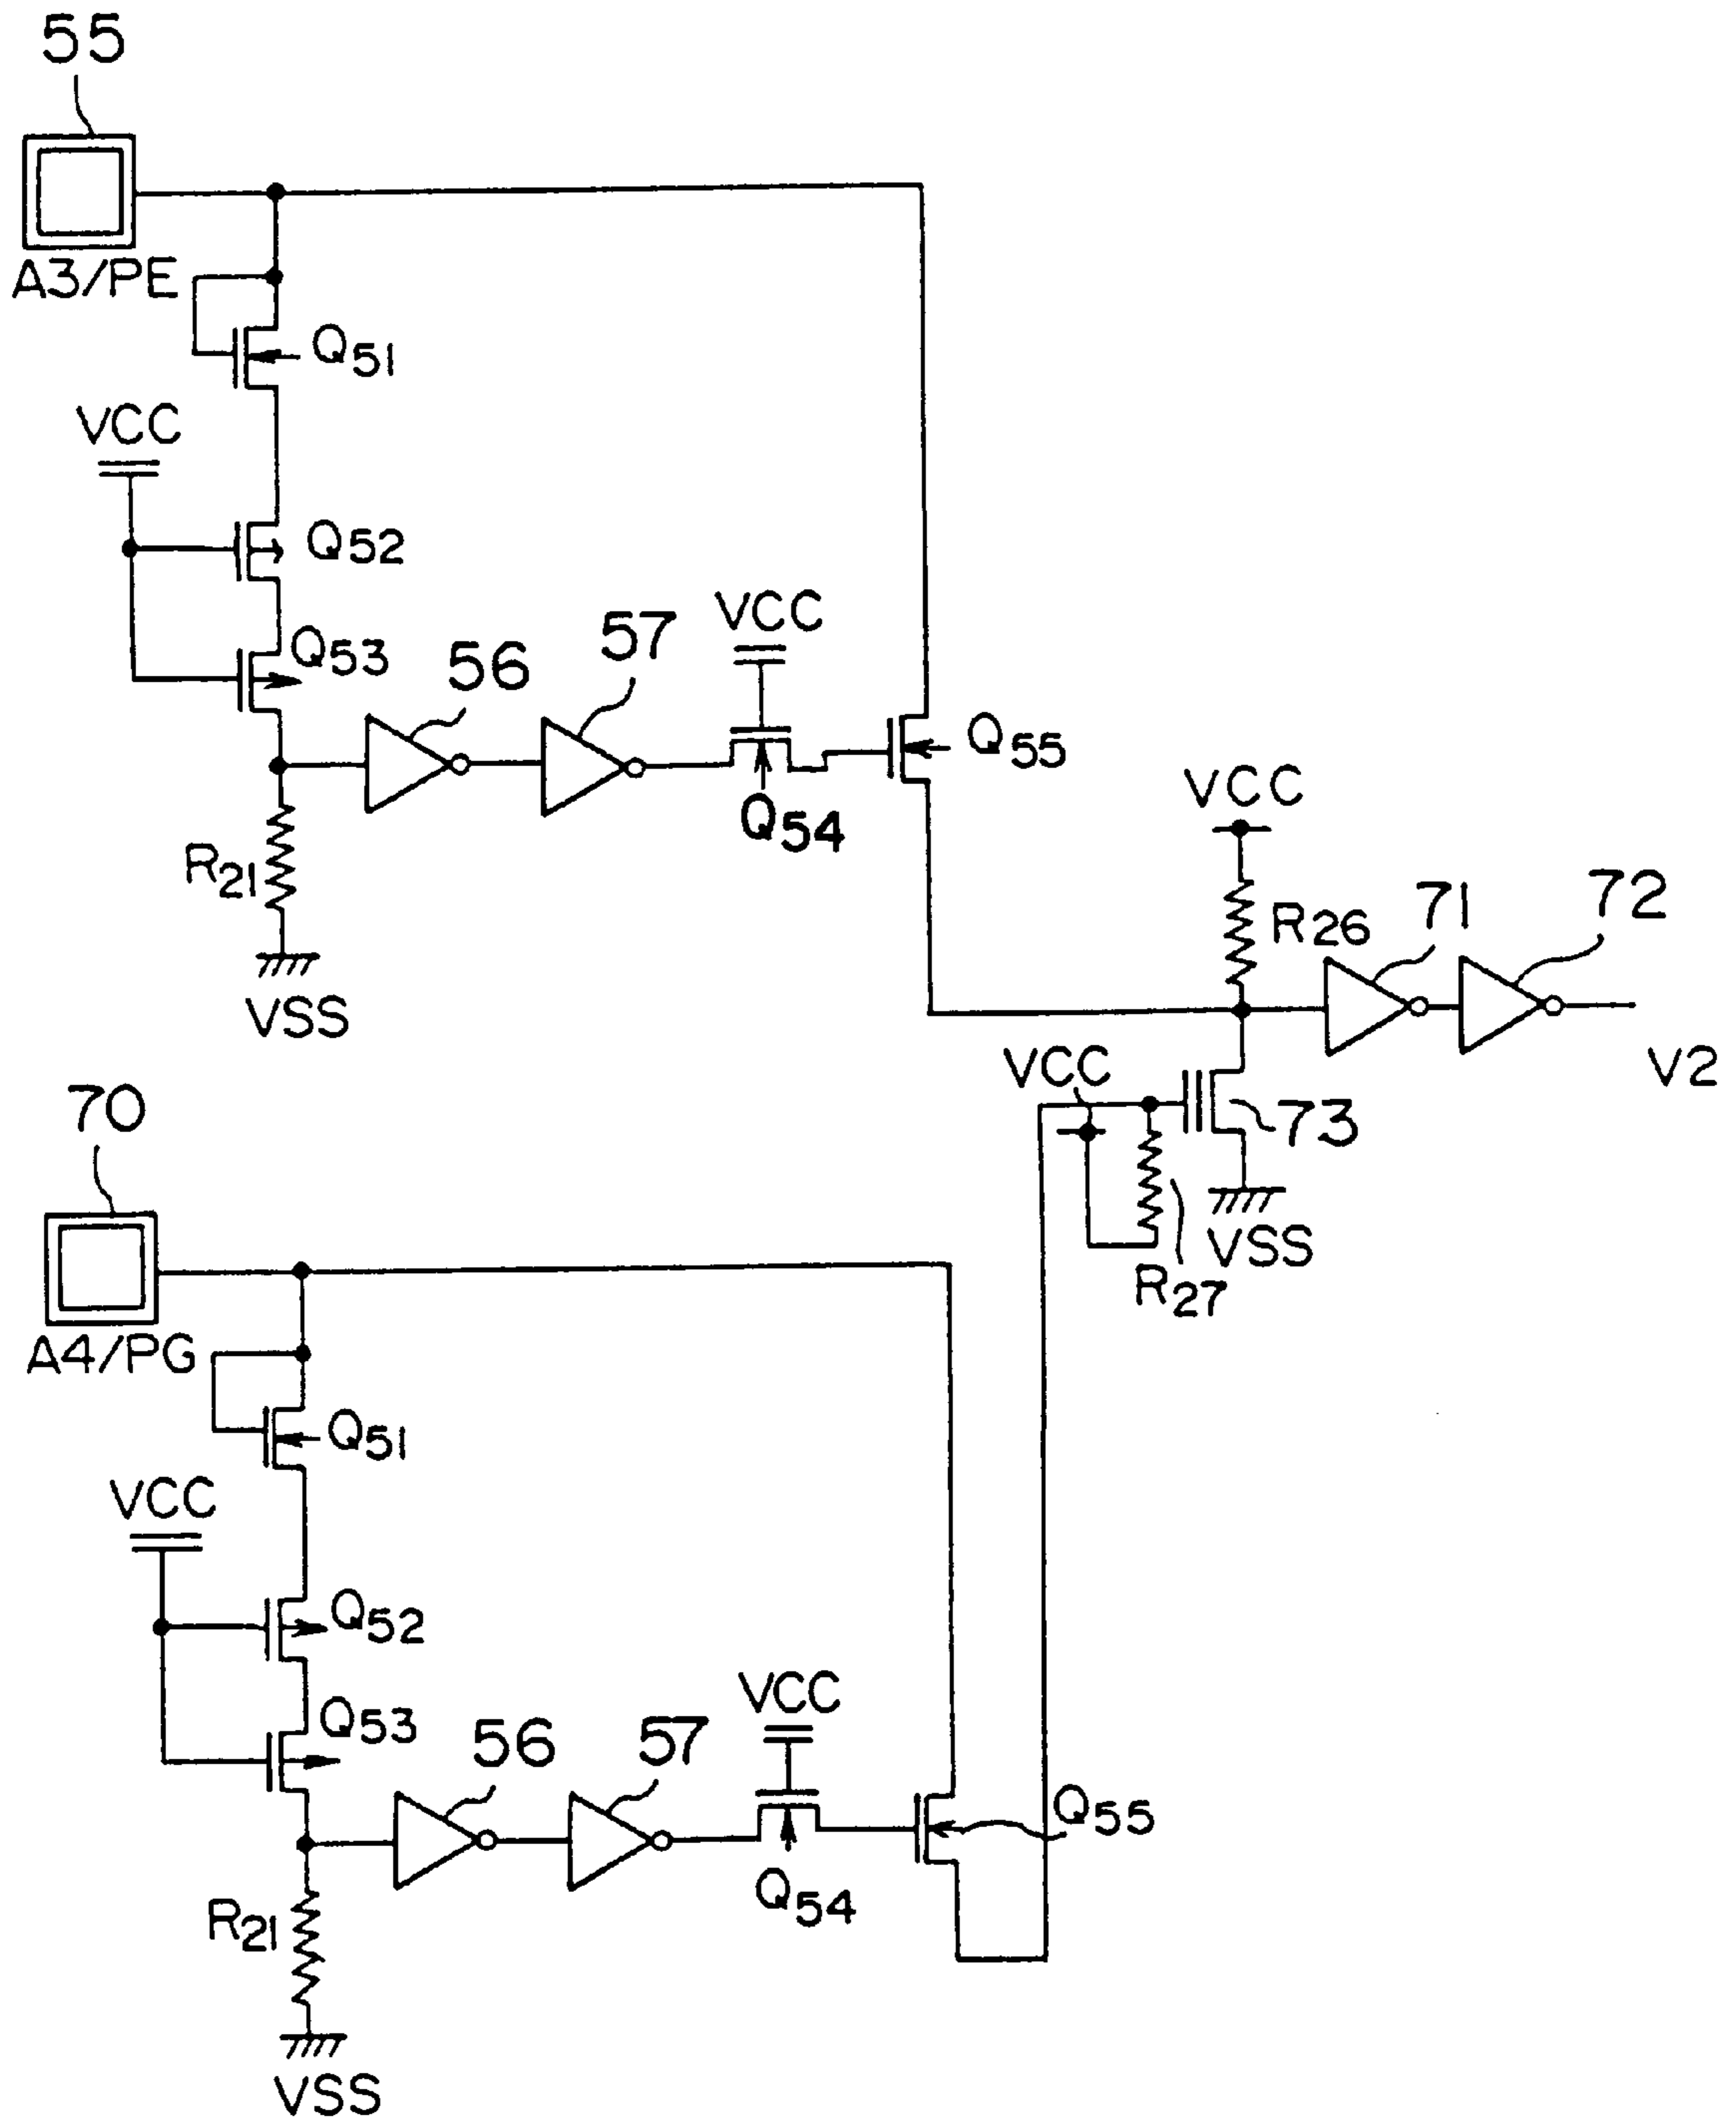 55
A3/PE
Q51
VCC
Q52
Q53
56
57
VCC
Q54
Q55
R21
VSS
VCC
R26
71
72
V2
VCC
73
VSS
R27
70
A4/PG
Q51
VCC
Q52
Q53
56
57
VCC
Q54
Q55
R21
VSS